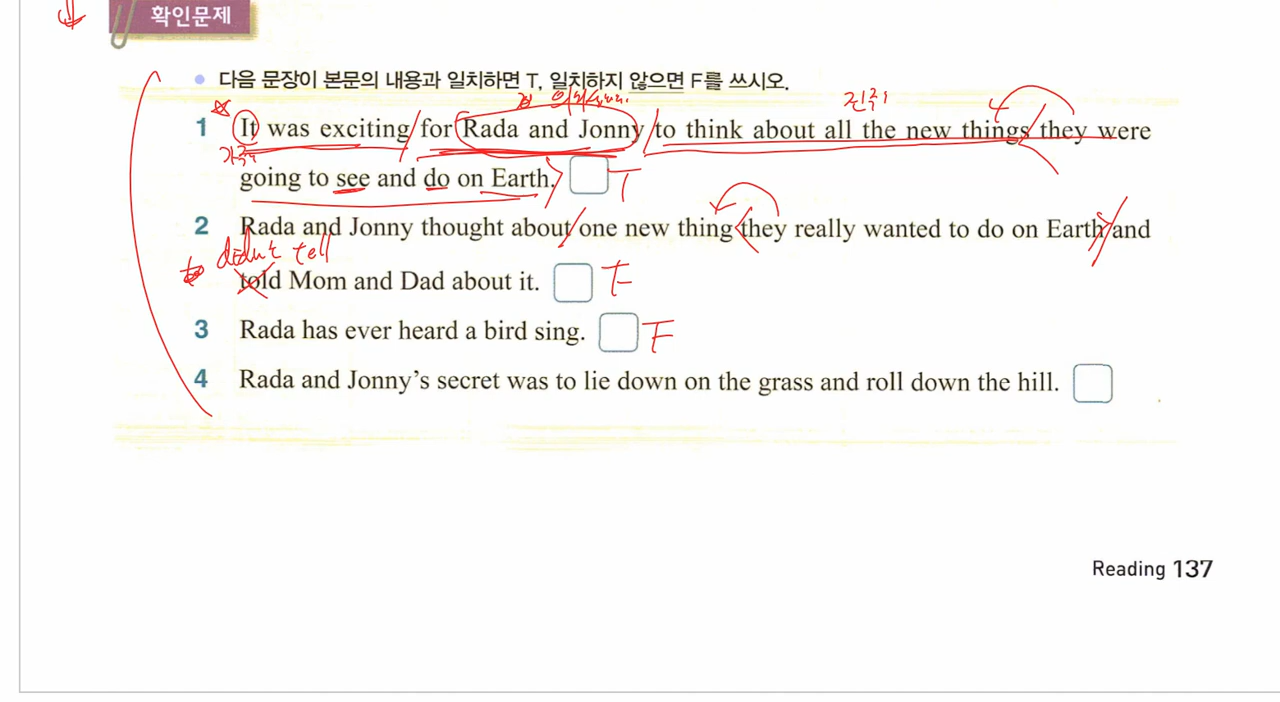 확인문제
다음 문장이 본문의 내용과 일치하면 T, 일치하지 않으면 F를 쓰시오.
진주어
1 It was exciting for Rada and Jonny to think about all the new things they were
가주어
going to see and do on Earth. T
2 Rada and Jonny thought about one new thing they really wanted to do on Earth and
didn't tell
told Mom and Dad about it. F
3 Rada has ever heard a bird sing. F
4 Rada and Jonny's secret was to lie down on the grass and roll down the hill.
Reading 137